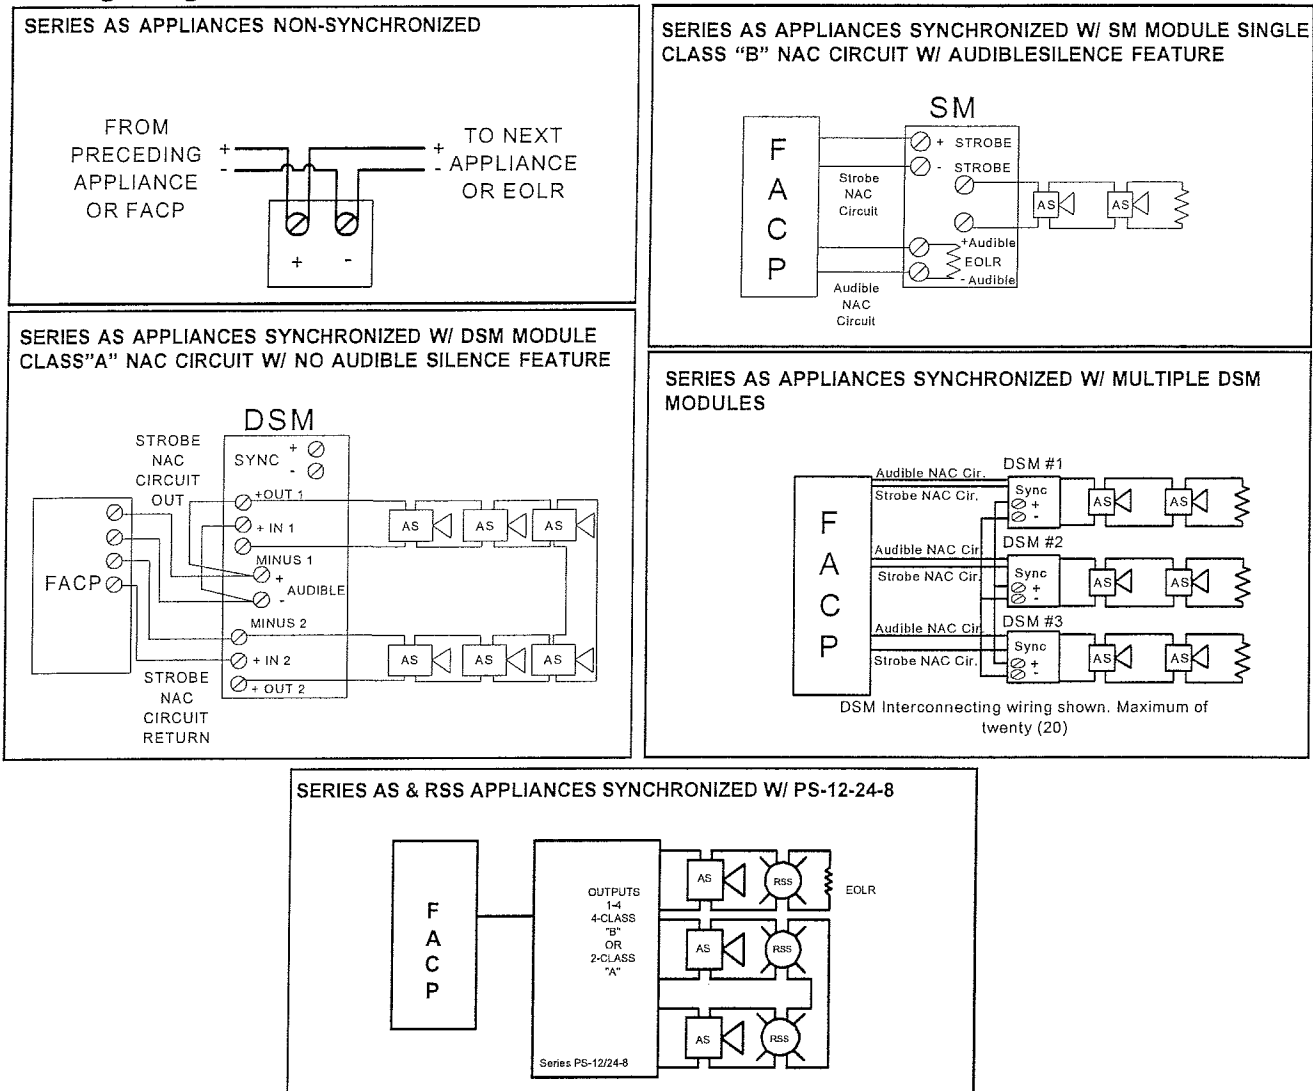 SERIES AS APPLIANCES NON-SYNCHRONIZED
FROM
PRECEDING
APPLIANCE
OR FACP
+
-
TO NEXT
APPLIANCE
OR EOLR
+
-
+ -
SERIES AS APPLIANCES SYNCHRONIZED W/ SM MODULE SINGLE
CLASS "B" NAC CIRCUIT W/ AUDIBLESILENCE FEATURE
SM
F
A
C
P
+ STROBE
- STROBE
Strobe
NAC
Circuit
AS AS
+Audible
EOLR
- Audible
Audible
NAC
Circuit
SERIES AS APPLIANCES SYNCHRONIZED W/ DSM MODULE
CLASS"A" NAC CIRCUIT W/ NO AUDIBLE SILENCE FEATURE
DSM
STROBE
NAC
CIRCUIT
OUT
SYNC + -
+OUT 1
+ IN 1
MINUS 1
+
AUDIBLE
-
MINUS 2
+ IN 2
+ OUT 2
FACP
AS AS AS
AS AS AS
STROBE
NAC
CIRCUIT
RETURN
SERIES AS APPLIANCES SYNCHRONIZED W/ MULTIPLE DSM
MODULES
F
A
C
P
Audible NAC Cir.
Strobe NAC Cir.
DSM #1
Sync
+
-
AS AS
Audible NAC Cir.
Strobe NAC Cir.
DSM #2
Sync
+
-
AS AS
Audible NAC Cir.
Strobe NAC Cir.
DSM #3
Sync
+
-
AS AS
DSM Interconnecting wiring shown. Maximum of
twenty (20)
SERIES AS & RSS APPLIANCES SYNCHRONIZED W/ PS-12-24-8
F
A
C
P
OUTPUTS
1-4
4-CLASS
"B"
OR
2-CLASS
"A"
Series PS-12/24-8
AS RSS
EOLR
AS RSS
AS RSS